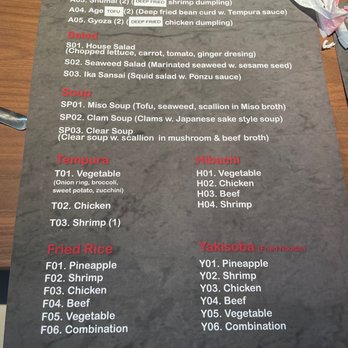 A03. Shumai (2) DEEP FRIED shrimp dumpling)
A04. Age TOFU (2) (Deep fried bean curd w. Tempura sauce)
A05. Gyoza (2) DEEP FRIED chicken dumpling)
Salad
S01. House Salad
(Chopped lettuce, carrot, tomato, ginger dresing)
S02. Seaweed Salad (Marinated seaweed w. sesame seed)
S03. Ika Sansai (Squid salad w. Ponzu sauce)
Soup
SP01. Miso Soup (Tofu, seaweed, scallion in Miso broth)
SP02. Clam Soup (Clams w. Japanese sake style soup)
SP03. Clear Soup
(Clear soup w. scallion in mushroom & beef broth)
Tempura
T01. Vegetable
(Onion ring, broccoli,
sweet potato, zucchini)
T02. Chicken
T03. Shrimp (1)
Hibachi
H01. Vegetable
H02. Chicken
H03. Beef
H04. Shrimp
Fried Rice
F01. Pineapple
F02. Shrimp
F03. Chicken
F04. Beef
F05. Vegetable
F06. Combination
Yakisoba (Fried noodle)
Y01. Pineapple
Y02. Shrimp
Y03. Chicken
Y04. Beef
Y05. Vegetable
Y06. Combination